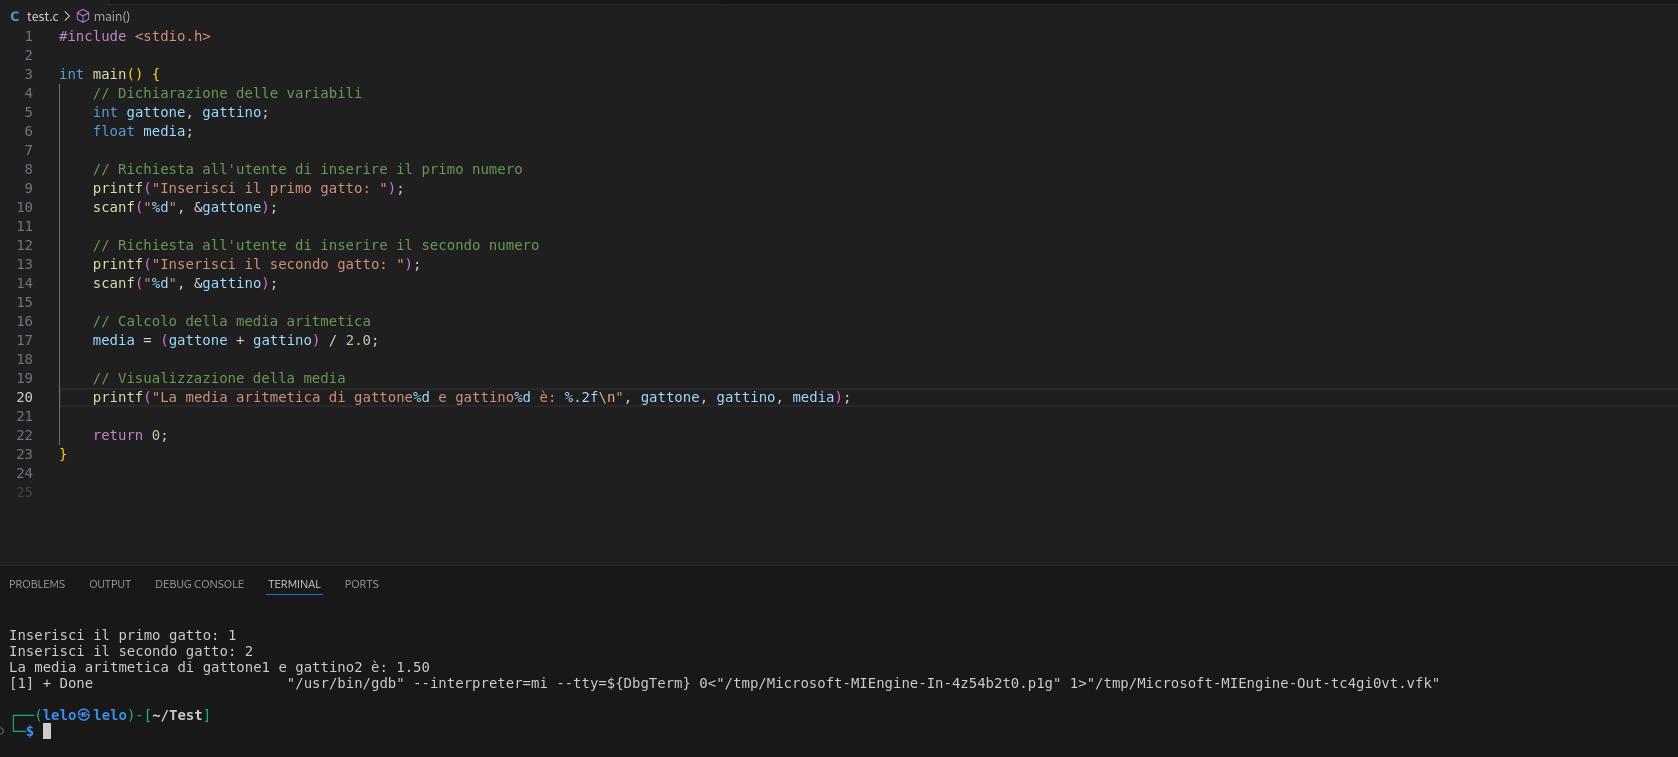 C test.c > main()
1 #include <stdio.h>
2
3 int main() {
4     // Dichiarazione delle variabili
5     int gattone, gattino;
6     float media;
7
8     // Richiesta all'utente di inserire il primo numero
9     printf("Inserisci il primo gatto: ");
10     scanf("%d", &gattone);
11
12     // Richiesta all'utente di inserire il secondo numero
13     printf("Inserisci il secondo gatto: ");
14     scanf("%d", &gattino);
15
16     // Calcolo della media aritmetica
17     media = (gattone + gattino) / 2.0;
18
19     // Visualizzazione della media
20     printf("La media aritmetica di gattone%d e gattino%d è: %.2f\n", gattone, gattino, media);
21
22     return 0;
23 }
24
25
PROBLEMS OUTPUT DEBUG CONSOLE TERMINAL PORTS
Inserisci il primo gatto: 1
Inserisci il secondo gatto: 2
La media aritmetica di gattone1 e gattino2 è: 1.50
[1] + Done                       "/usr/bin/gdb" --interpreter=mi --tty=${DbgTerm} 0<"/tmp/Microsoft-MIEngine-In-4z54b2t0.p1g" 1>"/tmp/Microsoft-MIEngine-Out-tc4gi0vt.vfk"
┌──(lelo㉿lelo)-[~/Test]
└─$